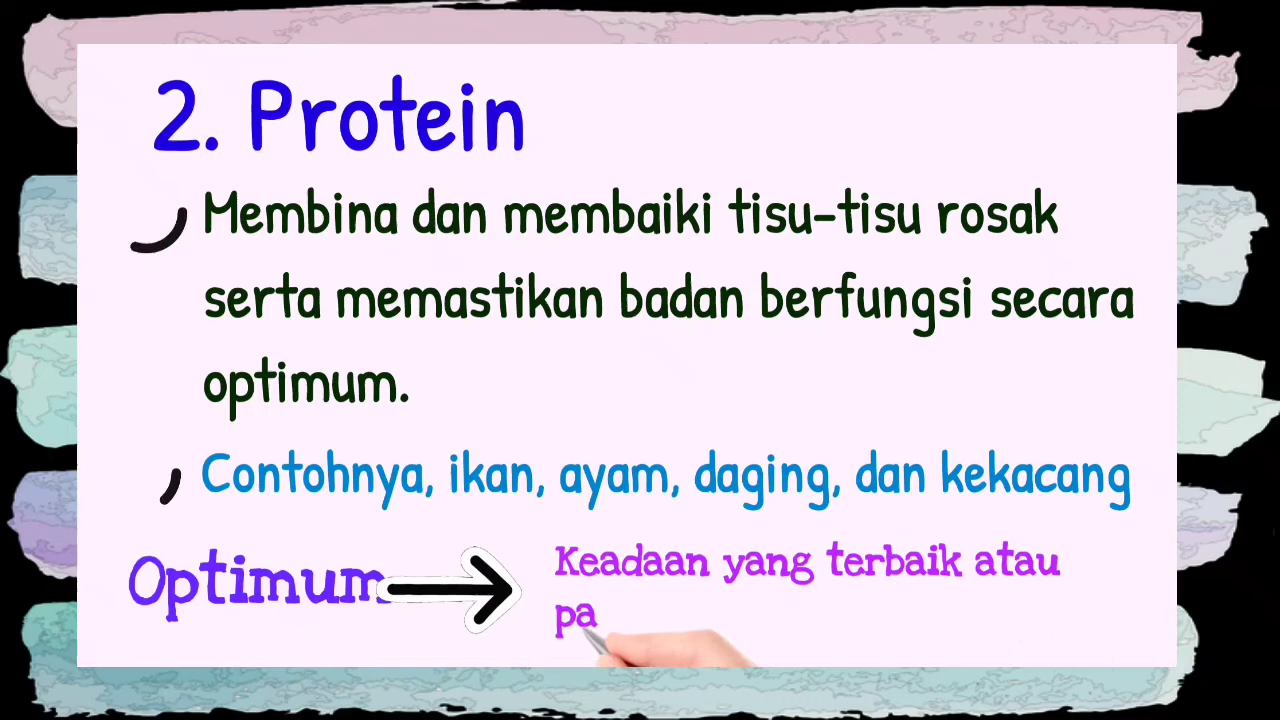 2. Protein
Membina dan membaiki tisu-tisu rosak
serta memastikan badan berfungsi secara
optimum.
Contohnya, ikan, ayam, daging, dan kekacang
Optimum
Keadaan yang terbaik atau
pa